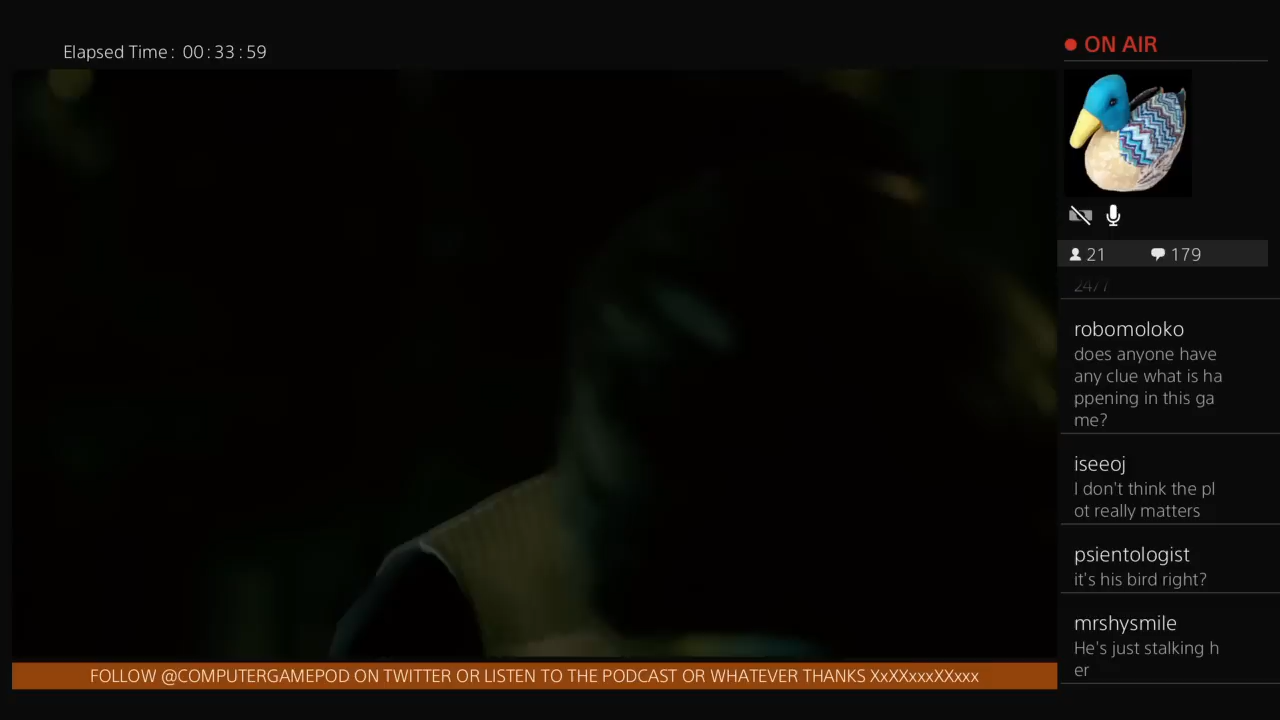 Elapsed Time: 00:33:59
ON AIR
21 179
24/7
robomoloko
does anyone have
any clue what is ha
ppening in this ga
me?
iseeoj
I don't think the pl
ot really matters
psientologist
it's his bird right?
mrshysmile
He's just stalking h
er
FOLLOW @COMPUTERGAMEPOD ON TWITTER OR LISTEN TO THE PODCAST OR WHATEVER THANKS XxXXxxxXXxxx